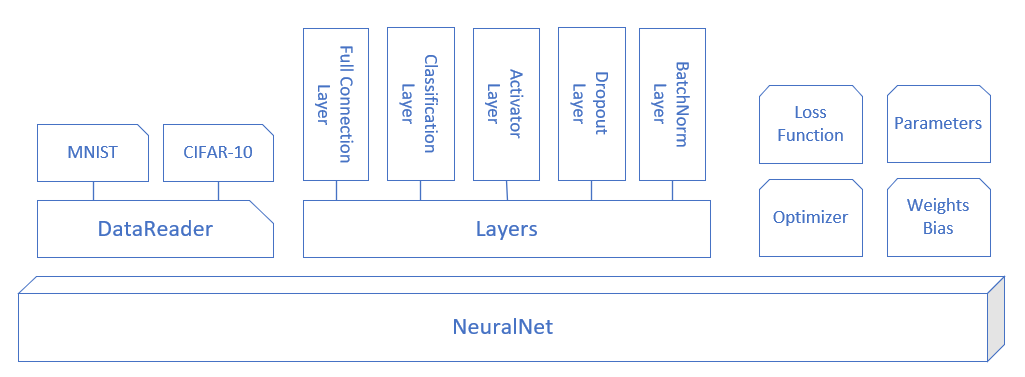 MNIST
CIFAR-10
DataReader
Full Connection
Layer
Classification
Layer
Activator
Layer
Dropout
Layer
BatchNorm
Layer
Layers
Loss
Function
Parameters
Optimizer
Weights
Bias
NeuralNet